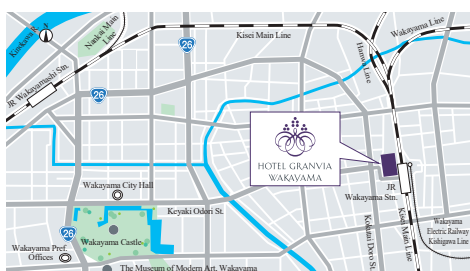 Kinokawa R.
Nankai Main
Line
JR Wakayamashi Stn.
26
Kisei Main Line
Wakayama Line
Hanwa Line
26
HOTEL GRANVIA
WAKAYAMA
JR
Wakayama Stn.
Wakayama City Hall
Keyaki Odori St.
26
Wakayama Castle
Wakayama Pref.
Offices
The Museum of Modern Art, Wakayama
Kokutai Doro St.
Kisei Main Line
Wakayama
Electric Railway
Kishigawa Line